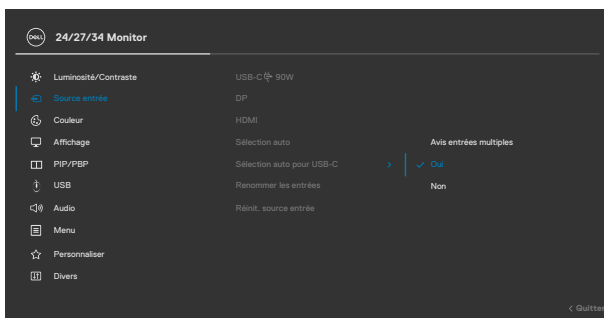 DELL 24/27/34 Monitor
Luminosité/Contraste USB-C 90W
Source entrée DP
Couleur HDMI
Affichage Sélection auto Avis entrées multiples
PIP/PBP Sélection auto pour USB-C > Oui
USB Renommer les entrées Non
Audio Réinit. source entrée
Menu
Personnaliser
Divers
< Quitter